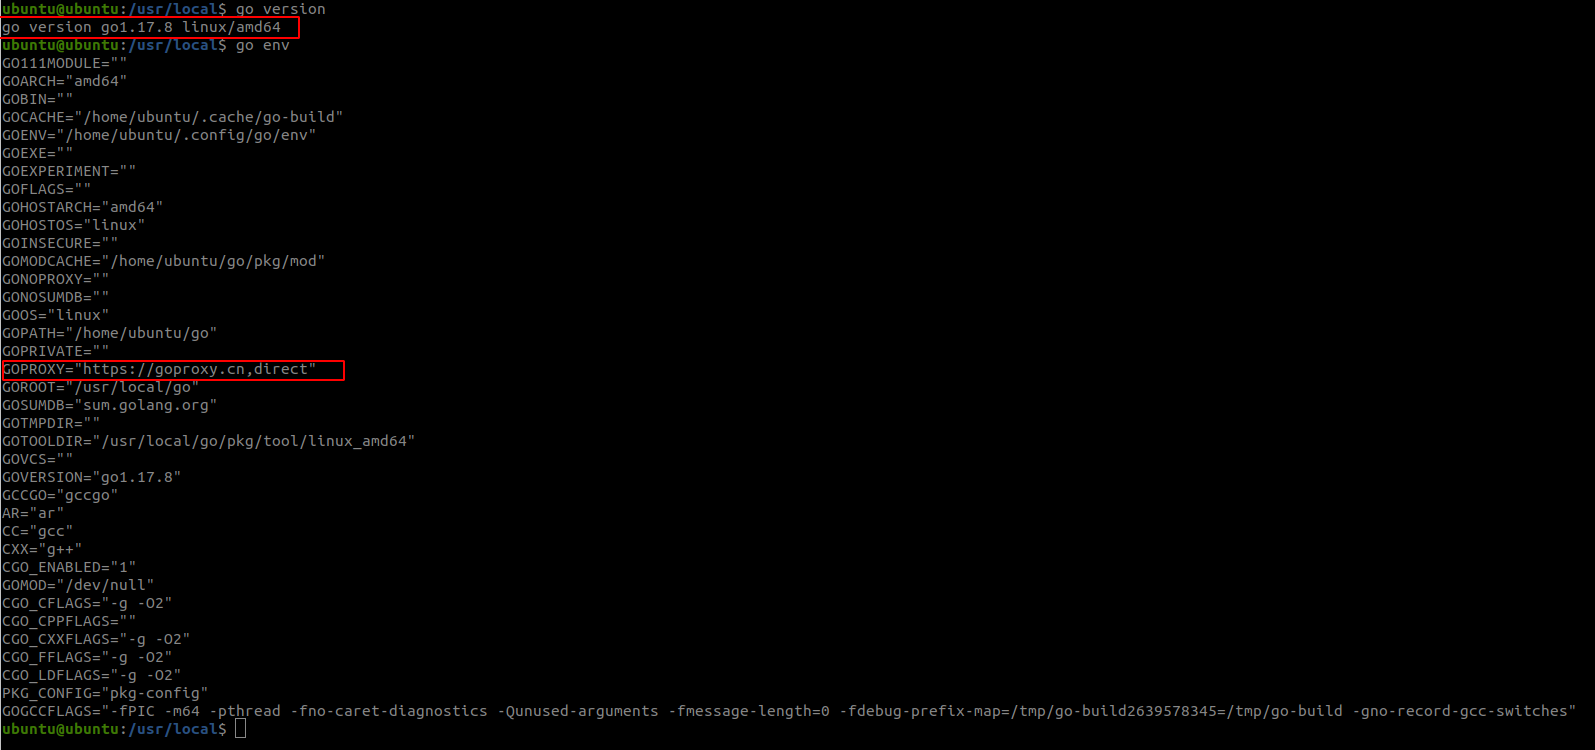 ubuntu@ubuntu:/usr/local$ go version
go version go1.17.8 linux/amd64
ubuntu@ubuntu:/usr/local$ go env
GO111MODULE=""
GOARCH="amd64"
GOBIN=""
GOCACHE="/home/ubuntu/.cache/go-build"
GOENV="/home/ubuntu/.config/go/env"
GOEXE=""
GOEXPERIMENT=""
GOFLAGS=""
GOHOSTARCH="amd64"
GOHOSTOS="linux"
GOINSECURE=""
GOMODCACHE="/home/ubuntu/go/pkg/mod"
GONOPROXY=""
GONOSUMDB=""
GOOS="linux"
GOPATH="/home/ubuntu/go"
GOPRIVATE=""
GOPROXY="https://goproxy.cn,direct"
GOROOT="/usr/local/go"
GOSUMDB="sum.golang.org"
GOTMPDIR=""
GOTOOLDIR="/usr/local/go/pkg/tool/linux_amd64"
GOVCS=""
GOVERSION="go1.17.8"
GCCGO="gccgo"
AR="ar"
CC="gcc"
CXX="g++"
CGO_ENABLED="1"
GOMOD="/dev/null"
CGO_CFLAGS="-g -O2"
CGO_CPPFLAGS=""
CGO_CXXFLAGS="-g -O2"
CGO_FFLAGS="-g -O2"
CGO_LDFLAGS="-g -O2"
PKG_CONFIG="pkg-config"
GOGCCFLAGS="-fPIC -m64 -pthread -fno-caret-diagnostics -Qunused-arguments -fmessage-length=0 -fdebug-prefix-map=/tmp/go-build2639578345=/tmp/go-build -gno-record-gcc-switches"
ubuntu@ubuntu:/usr/local$